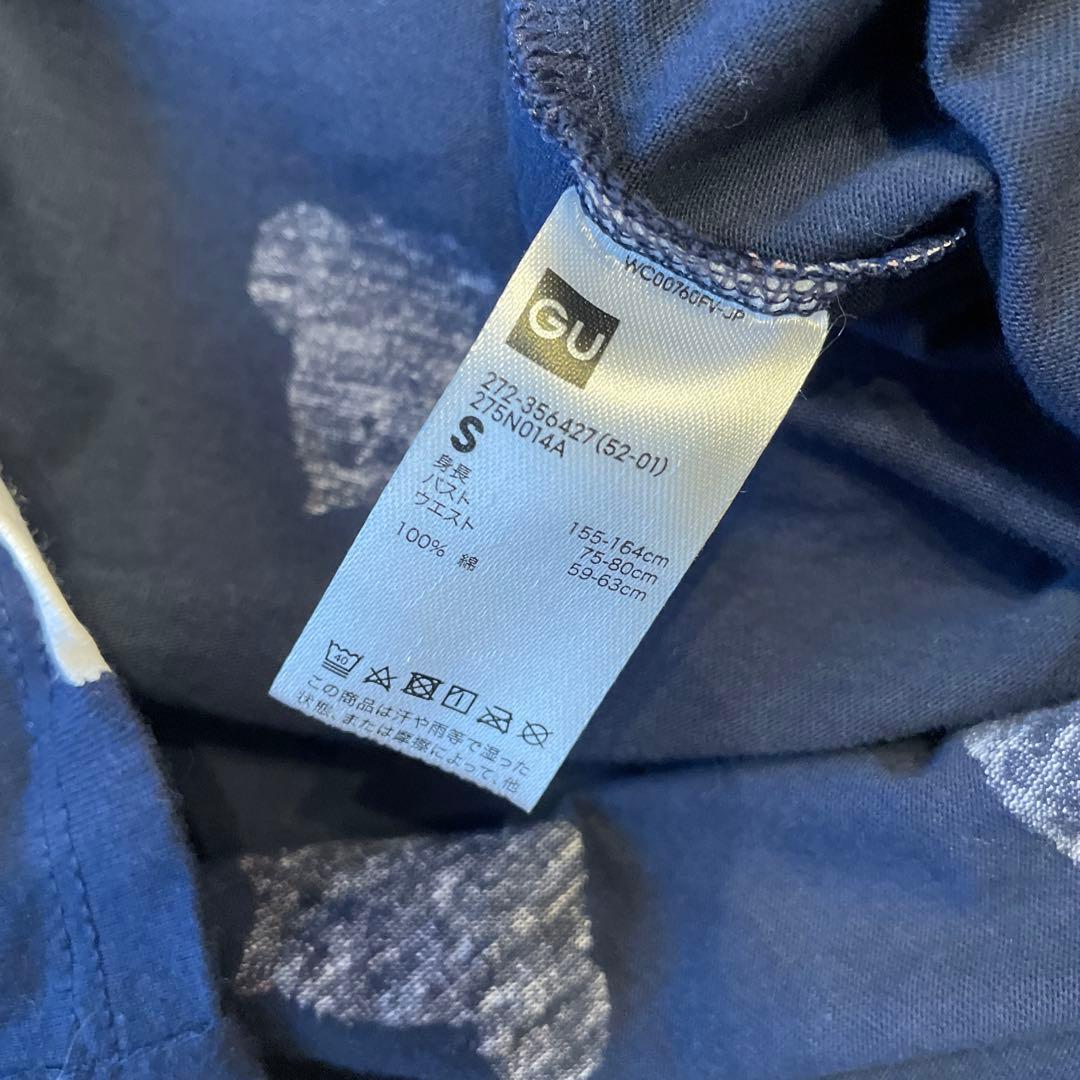 WC00760FV-JP
GU
272-356427(52-01)
275N014A
S
身長 155-164cm
バスト 75-80cm
ウエスト 59-63cm
100% 綿
40
この商品は汗や雨等で湿った
状態、または摩擦によって、他